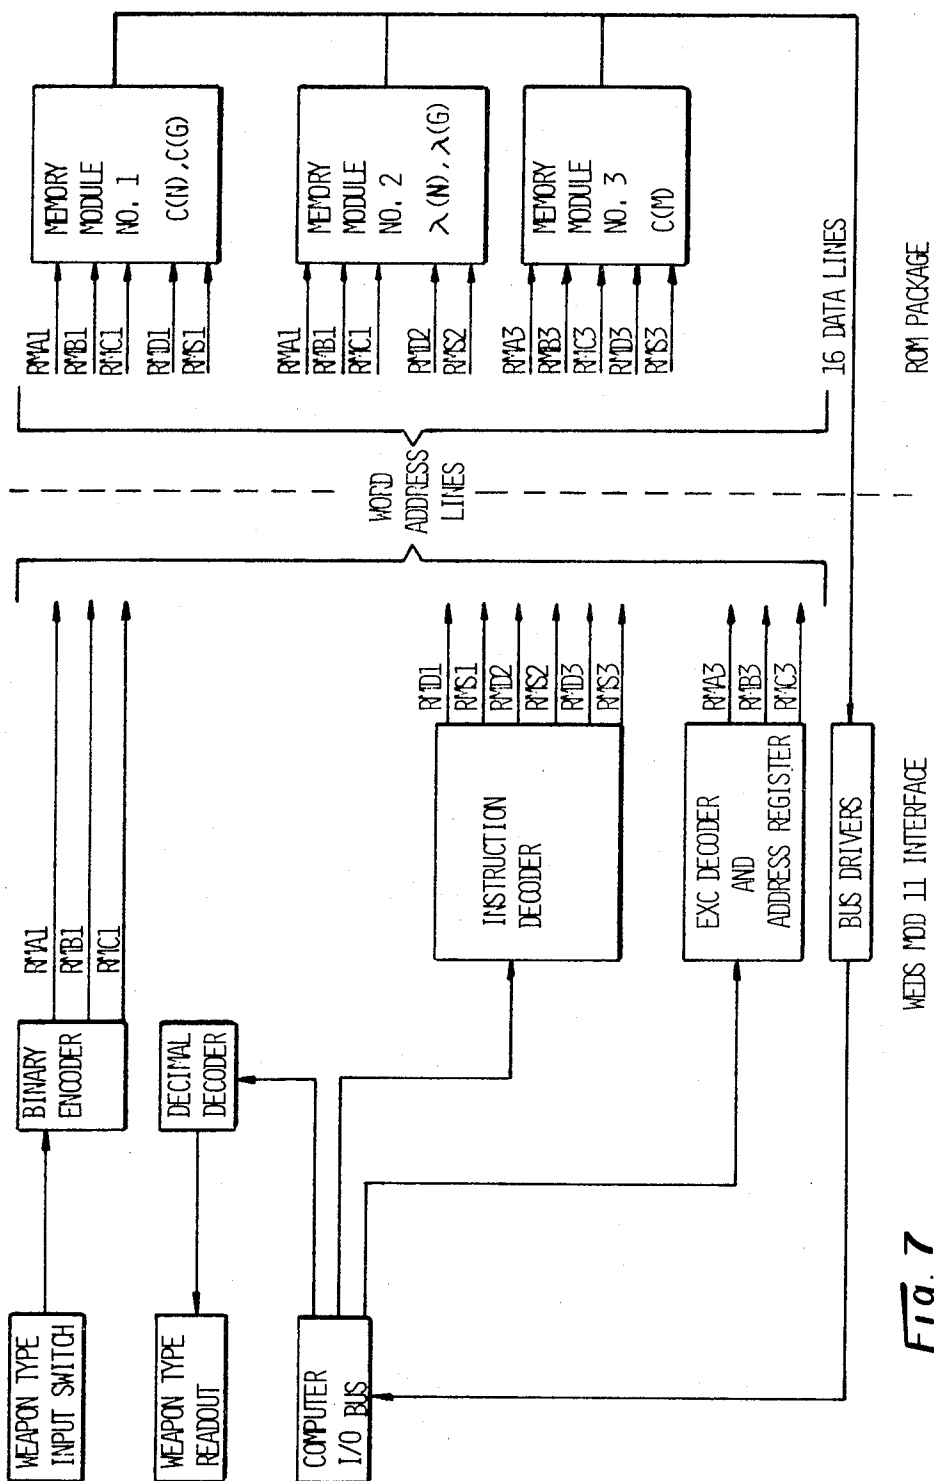 WEAPON TYPE
INPUT SWITCH
BINARY
ENCODER
RMA1
RMB1
RMC1
WEAPON TYPE
READOUT
DECIMAL
DECODER
COMPUTER
I/O BUS
INSTRUCTION
DECODER
RMD1
RMS1
RMD2
RMS2
RMD3
RMS3
EXC DECODER
AND
ADDRESS REGISTER
RMA3
RMB3
RMC3
BUS DRIVERS
WEDS MOD 11 INTERFACE
WORD
ADDRESS
LINES
RMA1
RMB1
RMC1
RMD1
RMS1
MEMORY
MODULE
NO. 1
C(N),C(G)
RMA1
RMB1
RMC1
RMD2
RMS2
MEMORY
MODULE
NO. 2
λ(N),λ(G)
RMA3
RMB3
RMC3
RMD3
RMS3
MEMORY
MODULE
NO. 3
C(M)
16 DATA LINES
ROM PACKAGE
Fig. 7